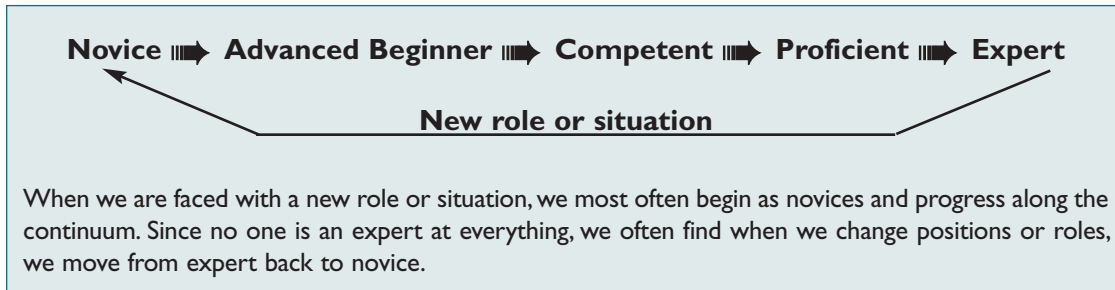 Novice Advanced Beginner Competent Proficient Expert
New role or situation
When we are faced with a new role or situation, we most often begin as novices and progress along the
continuum. Since no one is an expert at everything, we often find when we change positions or roles,
we move from expert back to novice.